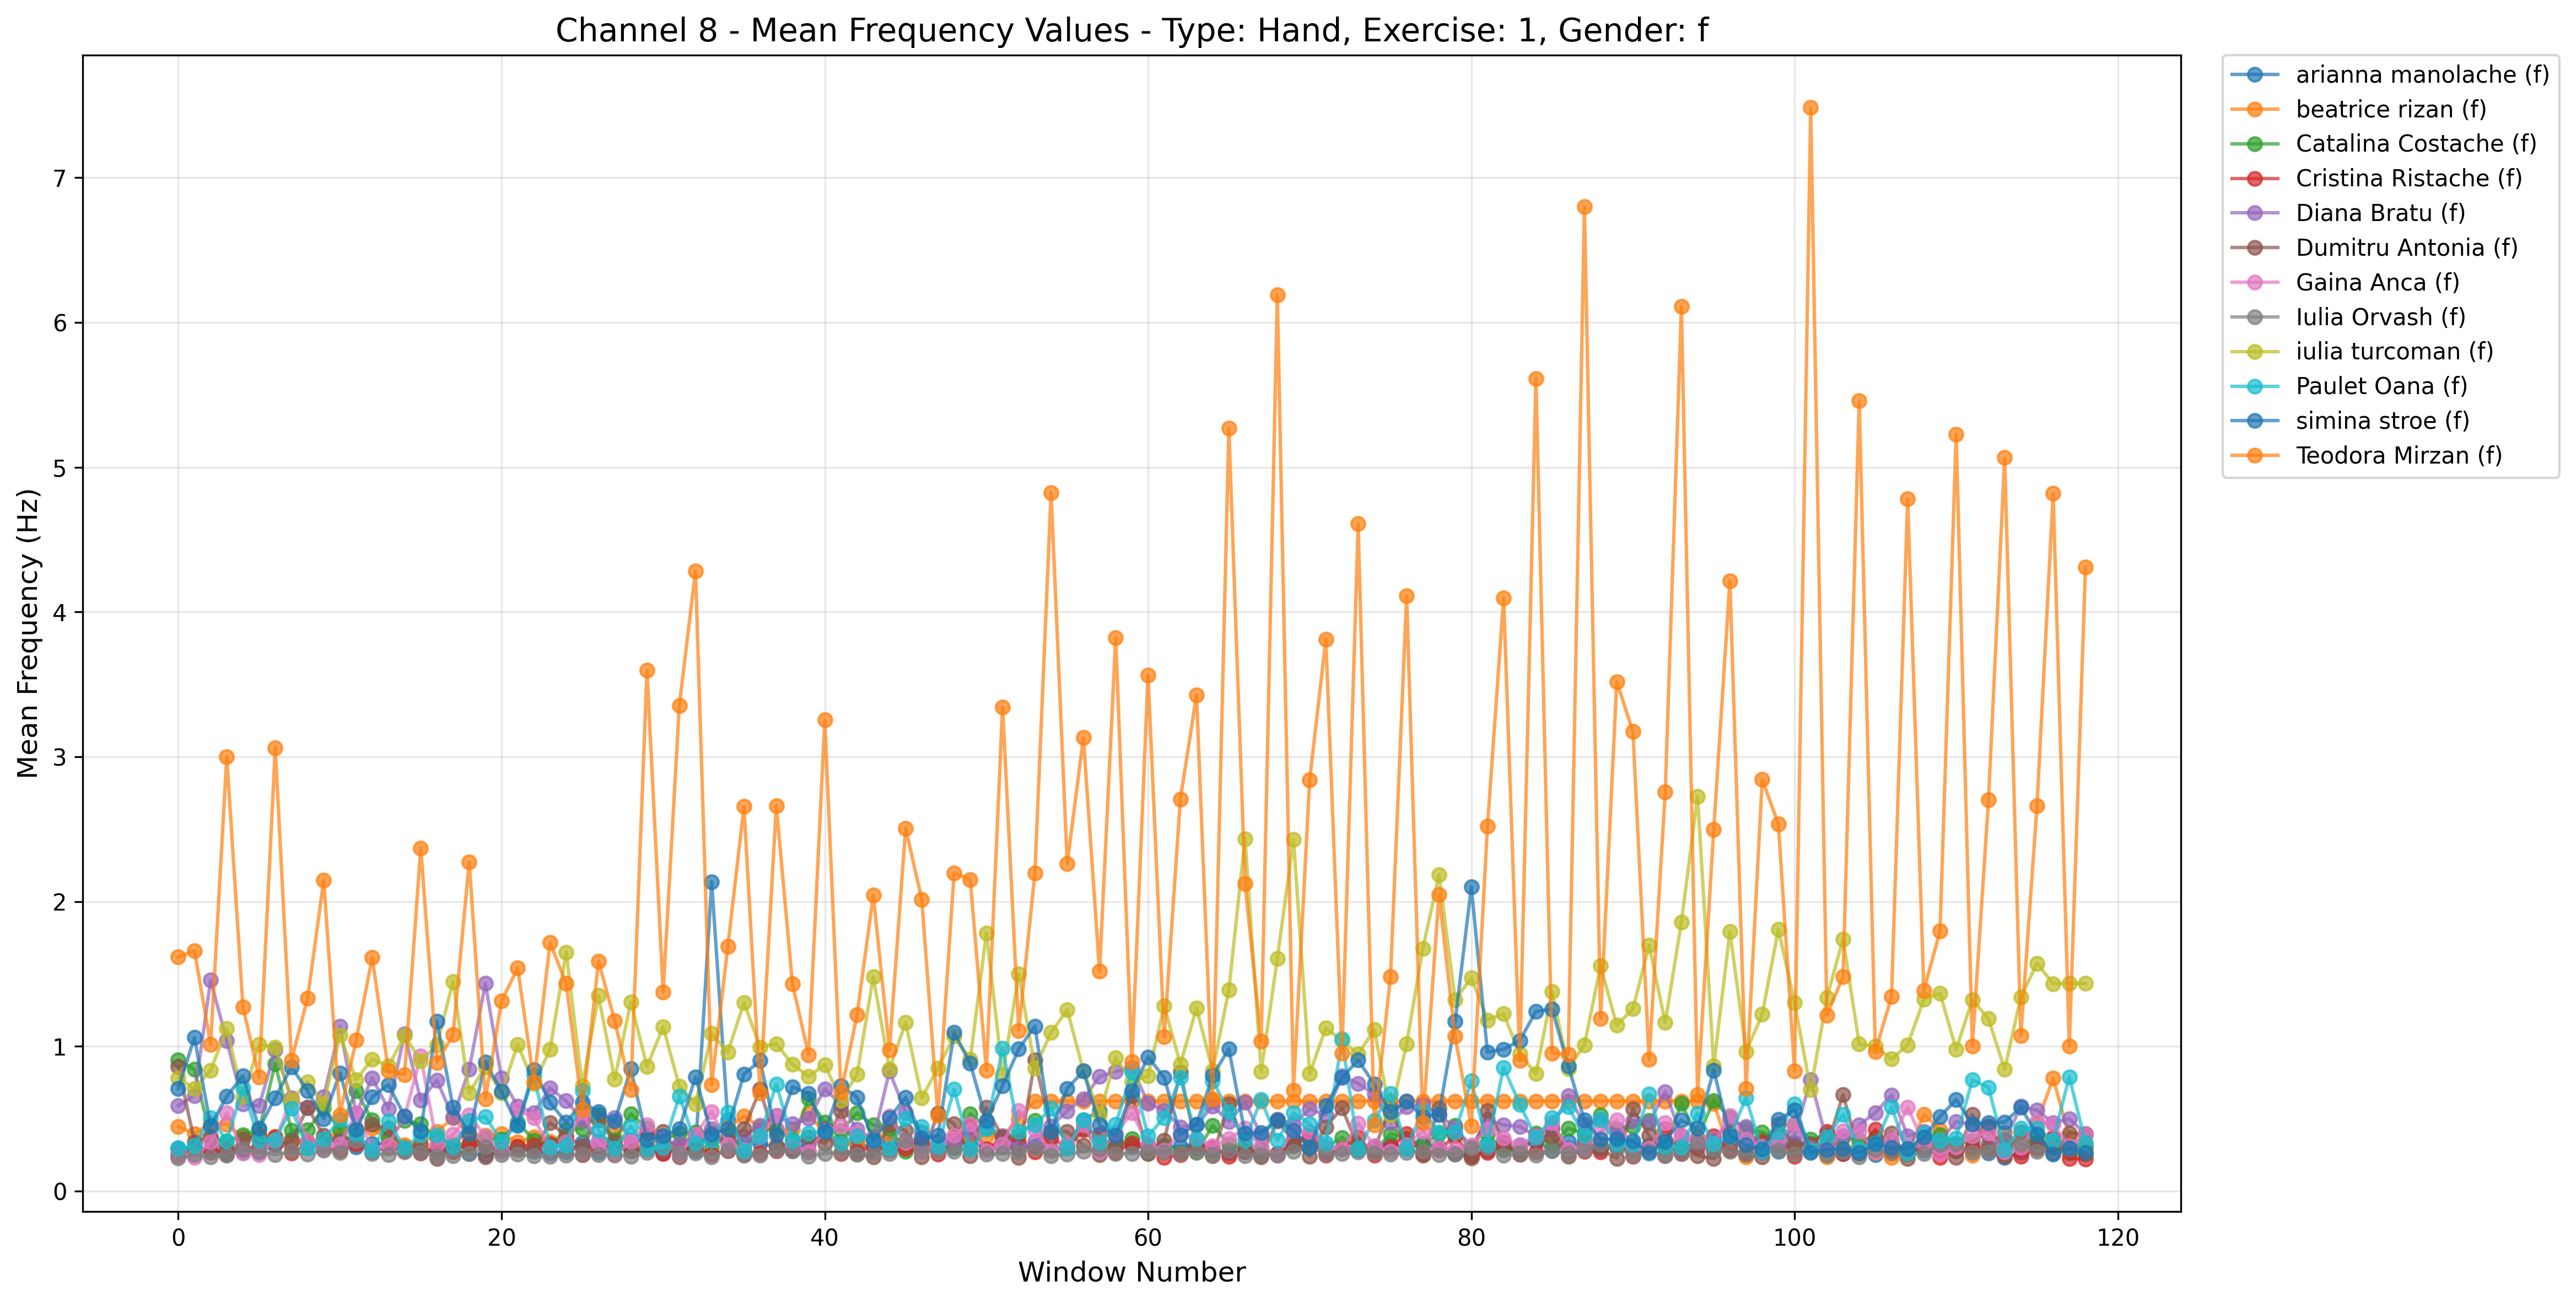 Channel 8 - Mean Frequency Values - Type: Hand, Exercise: 1, Gender: f
Mean Frequency (Hz)
7
6
5
4
3
2
1
0
0 20 40 60 80 100 120
Window Number
arianna manolache (f)
beatrice rizan (f)
Catalina Costache (f)
Cristina Ristache (f)
Diana Bratu (f)
Dumitru Antonia (f)
Gaina Anca (f)
Iulia Orvash (f)
iulia turcoman (f)
Paulet Oana (f)
simina stroe (f)
Teodora Mirzan (f)